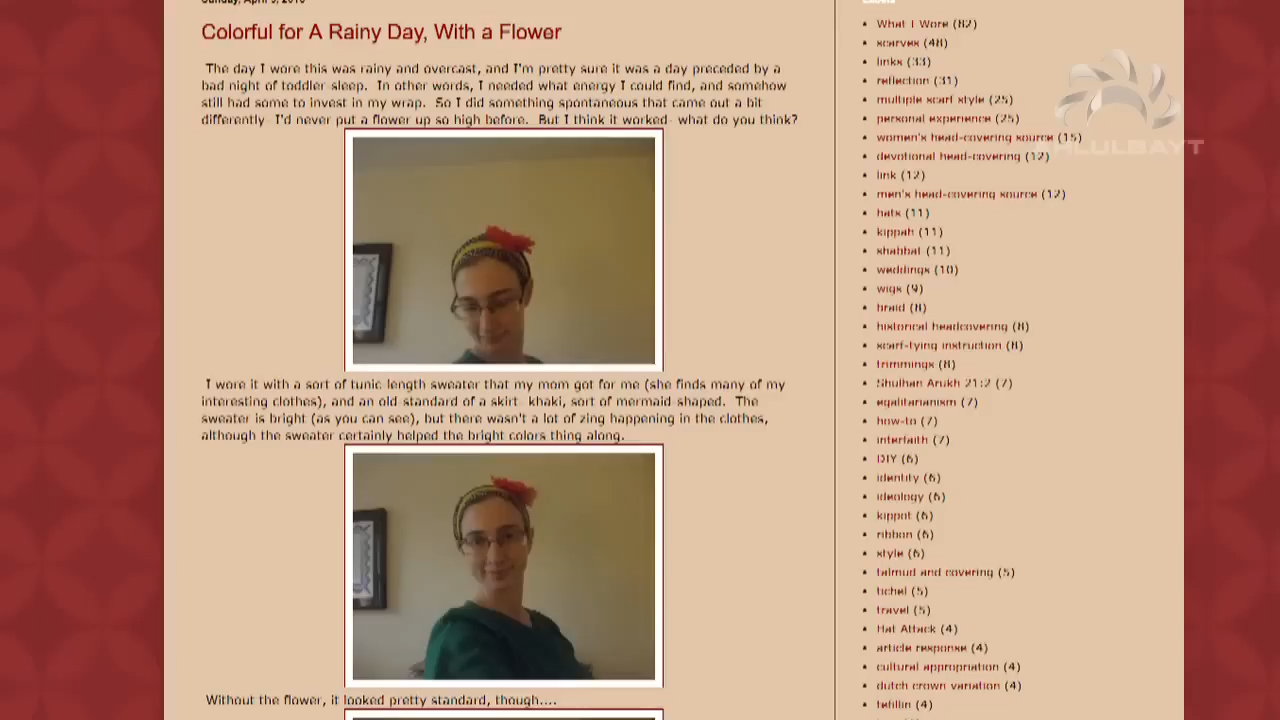 Colorful for A Rainy Day, With a Flower
The day I wore this was rainy and overcast, and I'm pretty sure it was a day preceded by a
bad night of toddler sleep. In other words, I needed what energy I could find, and somehow
still had some to invest in my wrap. So I did something spontaneous that came out a bit
differently- I'd never put a flower up so high before. But I think it worked- what do you think?
I wore it with a sort of tunic length sweater that my mom got for me (she finds many of my
interesting clothes), and an old standard of a skirt- khaki, sort of mermaid-shaped. The
sweater is bright (as you can see), but there wasn't a lot of zing happening in the clothes,
although the sweater certainly helped the bright colors thing along.
Without the flower, it looked pretty standard, though....
What I Wore (82)
scarves (48)
links (33)
reflection (31)
multiple scarf style (25)
personal experience (25)
women's head-covering source (15)
devotional head-covering (12)
link (12)
men's head-covering source (12)
hats (11)
kippah (11)
shabbat (11)
weddings (10)
wigs (9)
braid (8)
historical headcovering (8)
scarf-tying instruction (8)
trimmings (8)
Shulhan Arukh 21:2 (7)
egalitarianism (7)
how-to (7)
interfaith (7)
DIY (6)
identity (6)
ideology (6)
kippot (6)
ribbon (6)
style (6)
talmud and covering (5)
tichel (5)
travel (5)
Hat Attack (4)
article response (4)
cultural appropriation (4)
dutch crown variation (4)
tefillin (4)
AHLULBAYT